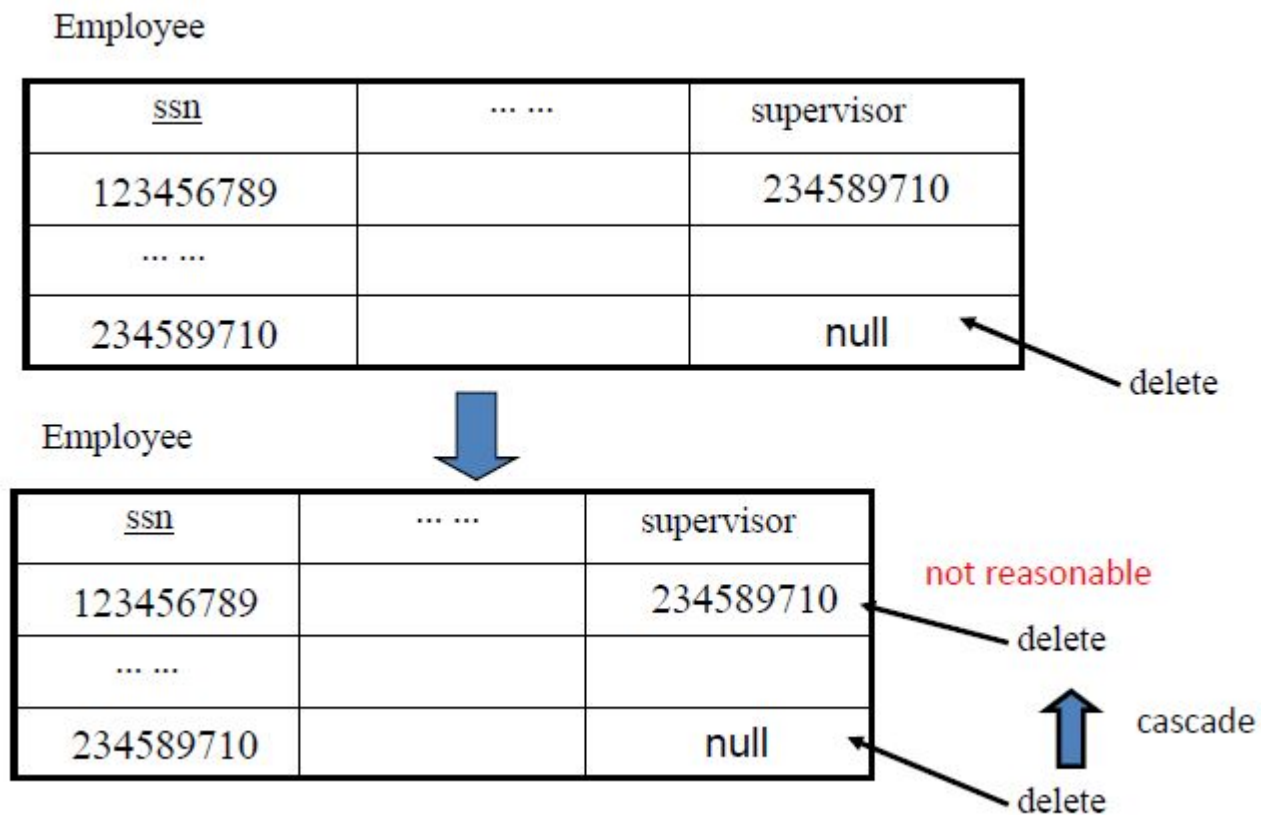 Employee
ssn ... ... supervisor
123456789 234589710
... ...
234589710 null
delete
Employee
ssn ... ... supervisor
not reasonable
123456789 234589710
delete
... ...
cascade
234589710 null
delete